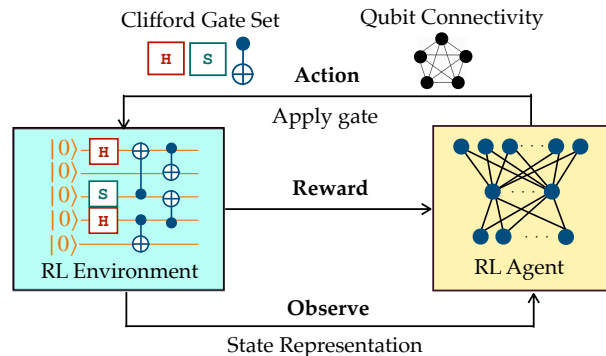 Clifford Gate Set
Qubit Connectivity
H S
Action
Apply gate
|0⟩ H
|0⟩
|0⟩ S
|0⟩ H
|0⟩
RL Environment
Reward
RL Agent
Observe
State Representation